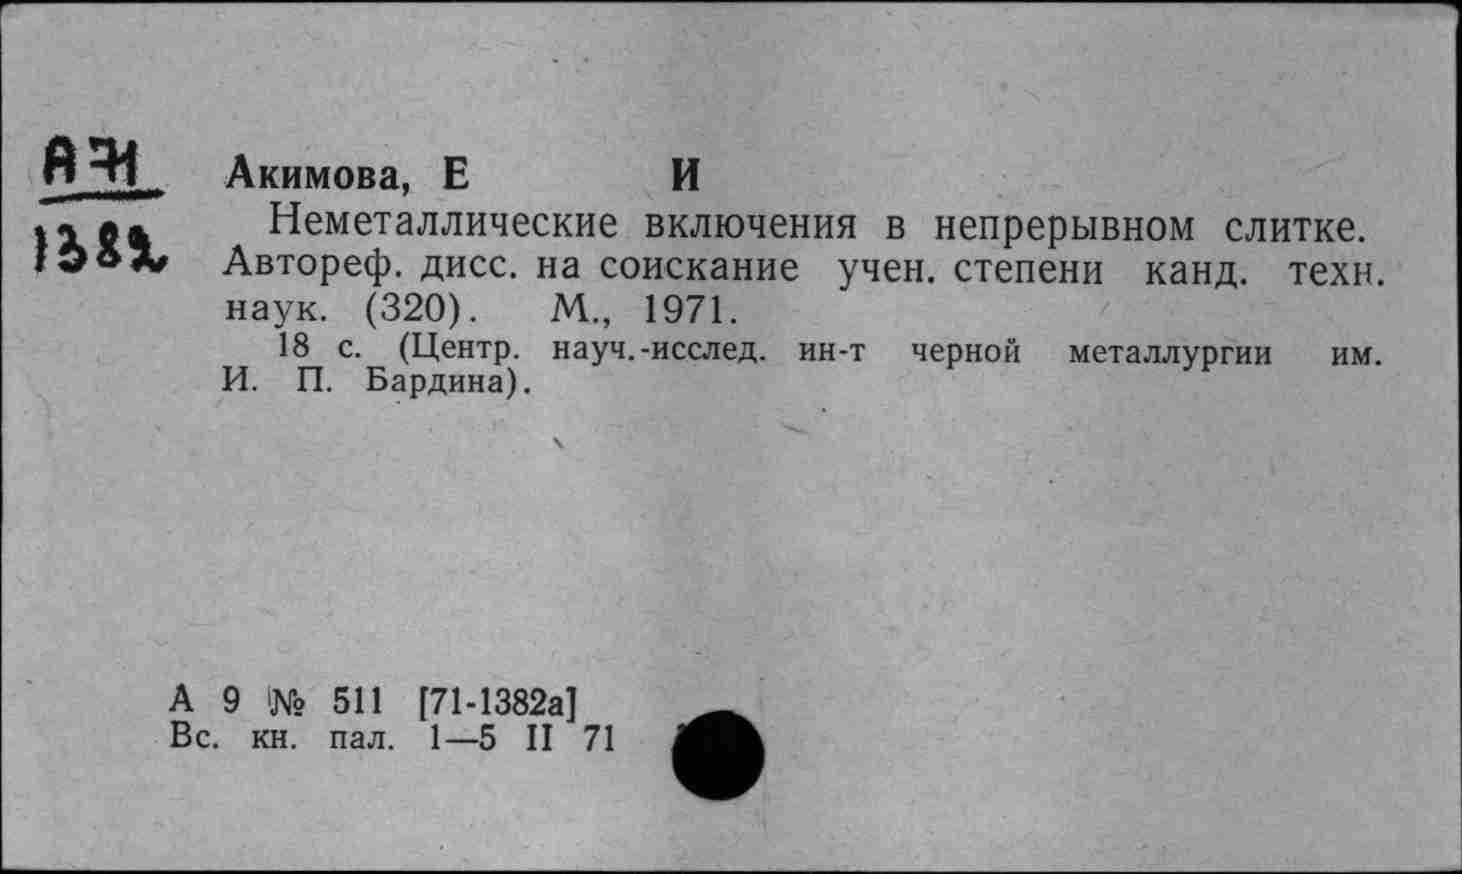 Акимова, Е И
Неметаллические включения в непрерывном слитке.
Автореф. дисс. на соискание учен. степени канд. техн.
наук. (320). М., 1971.
18 с. (Центр. науч.-исслед. ин-т черной металлургии им.
И. П. Бардина).
1382
А 9 № 511 [71-1382а]
Вс. кн. пал. 1—5 II 71